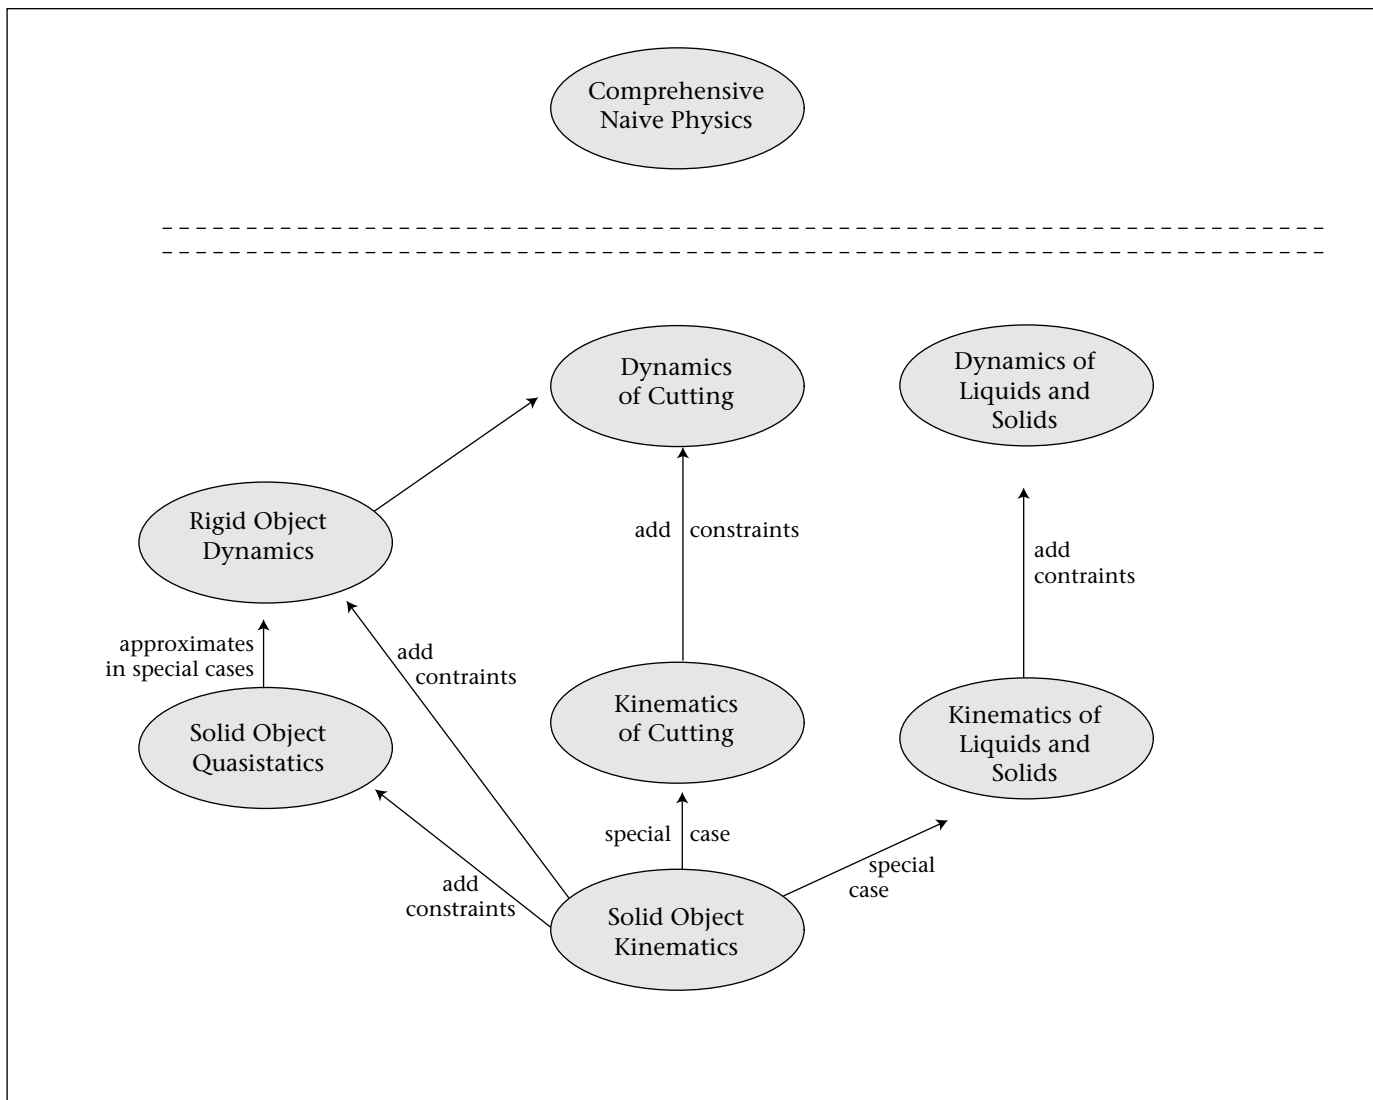 Comprehensive
Naive Physics
Dynamics
of Cutting
Dynamics of
Liquids and
Solids
Rigid Object
Dynamics
add constraints
add
contraints
approximates
in special cases
add
contraints
Kinematics
of Cutting
Kinematics of
Liquids and
Solids
Solid Object
Quasistatics
special case
special
case
add
constraints
Solid Object
Kinematics